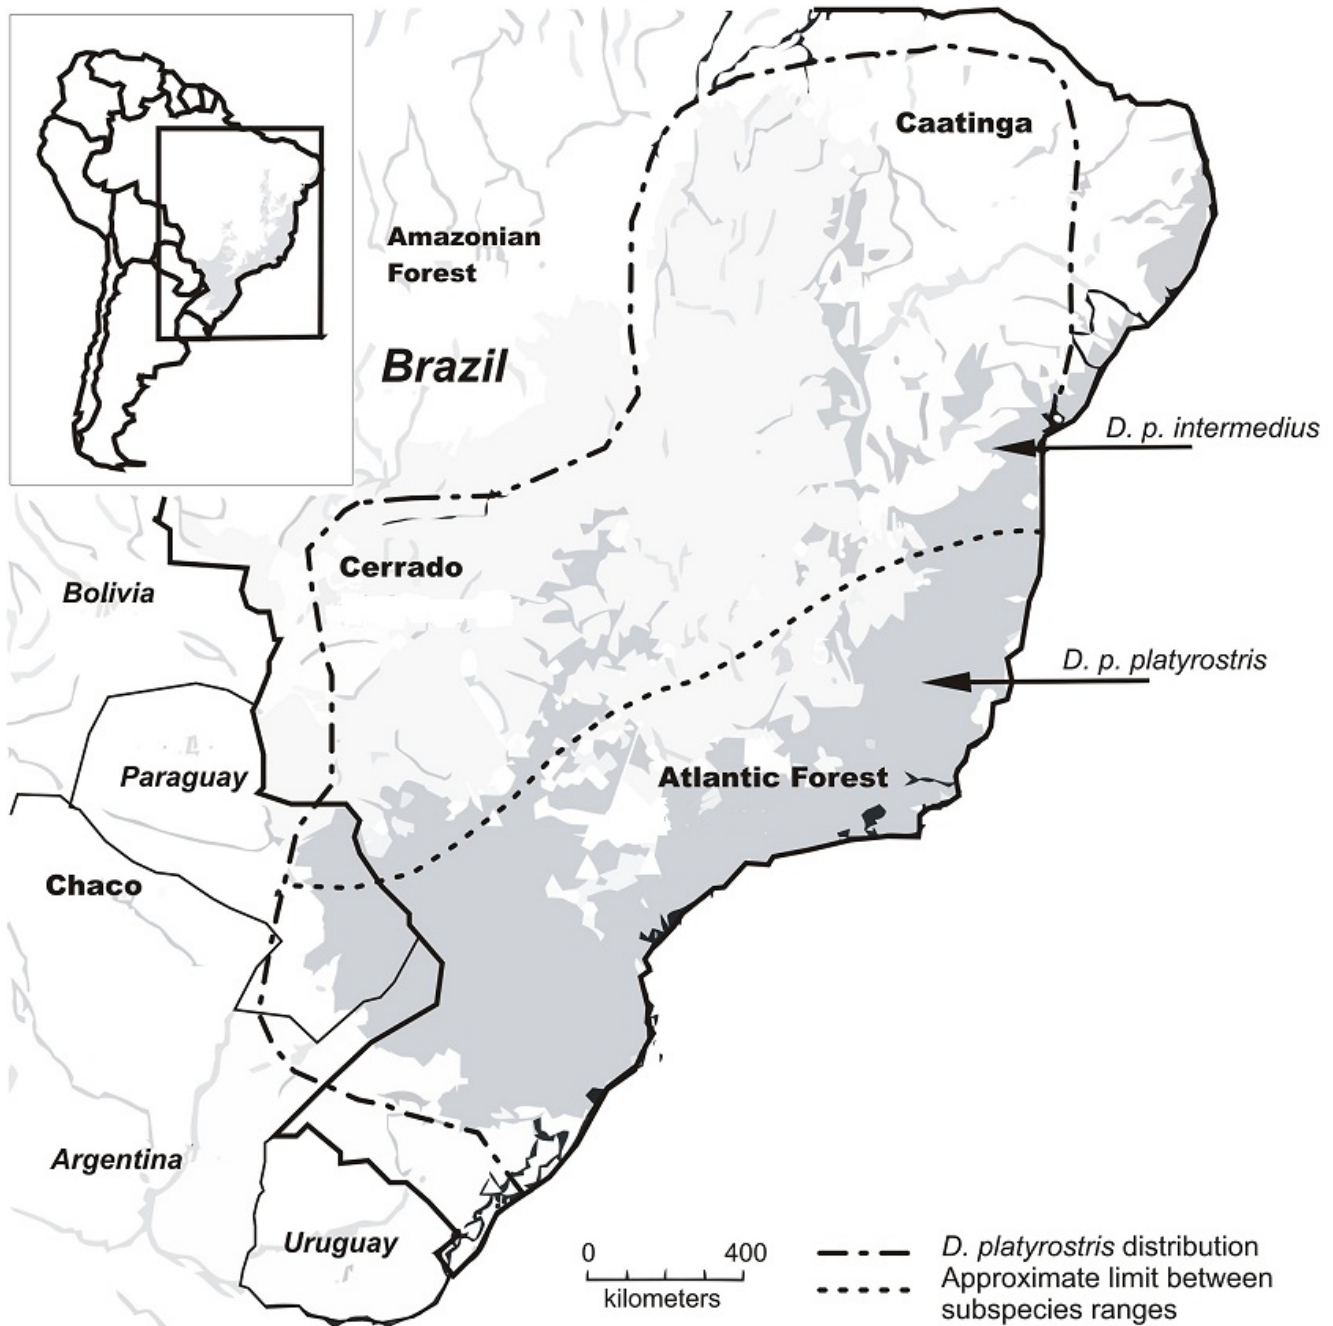 Caatinga
Amazonian
Forest
Brazil
D. p. intermedius
Cerrado
Bolivia
D. p. platyrostris
Paraguay
Atlantic Forest
Chaco
Argentina
Uruguay
0 400
kilometers
D. platyrostris distribution
Approximate limit between
subspecies ranges